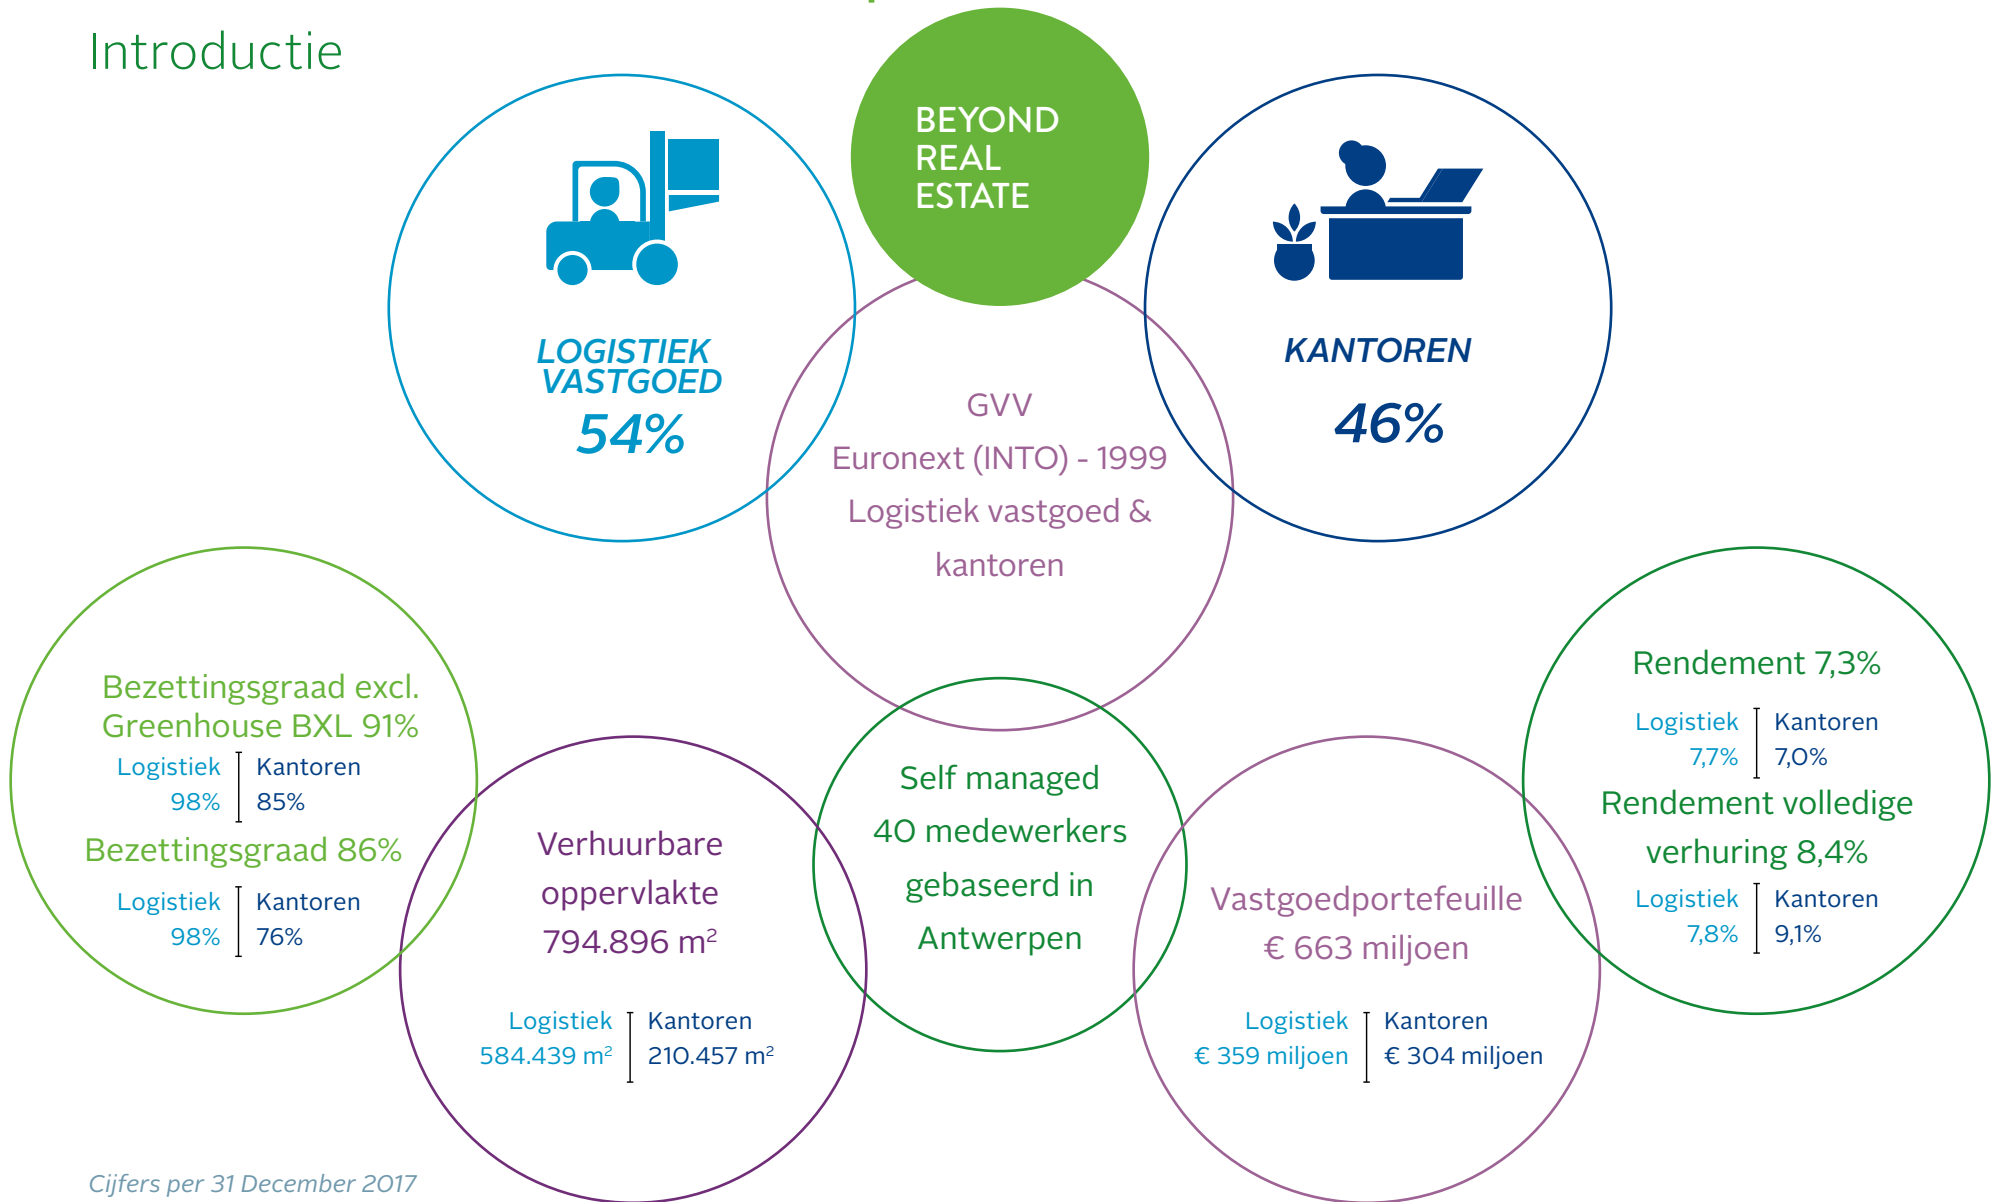 Introductie
BEYOND
REAL
ESTATE
LOGISTIEK
VASTGOED
54%
KANTOREN
46%
GVV
Euronext (INTO) - 1999
Logistiek vastgoed &
kantoren
Bezettingsgraad excl.
Greenhouse BXL 91%
Logistiek Kantoren
98% 85%
Bezettingsgraad 86%
Logistiek Kantoren
98% 76%
Verhuurbare
oppervlakte
794.896 m²
Logistiek Kantoren
584.439 m² 210.457 m²
Self managed
40 medewerkers
gebaseerd in
Antwerpen
Vastgoedportefeuille
€ 663 miljoen
Logistiek Kantoren
€ 359 miljoen € 304 miljoen
Rendement 7,3%
Logistiek Kantoren
7,7% 7,0%
Rendement volledige
verhuring 8,4%
Logistiek Kantoren
7,8% 9,1%
Cijfers per 31 December 2017